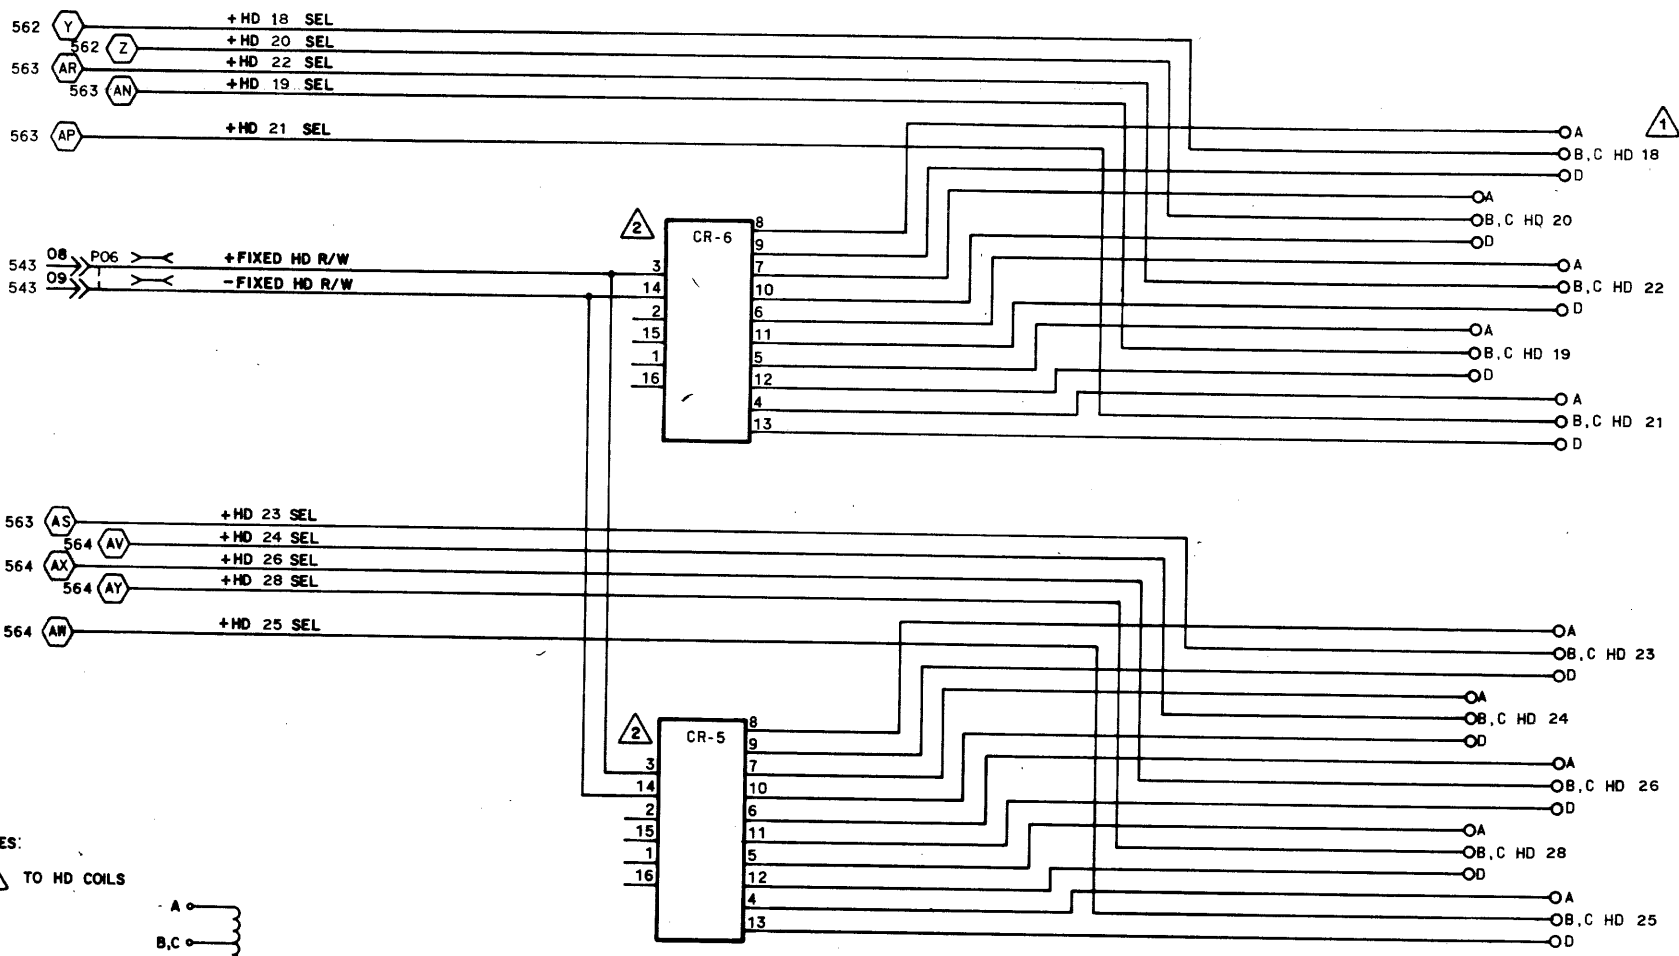 562 Y +HD 18 SEL
562 Z +HD 20 SEL
563 AR +HD 22 SEL
563 AN +HD 19 SEL
563 AP +HD 21 SEL
1
A
B,C HD 18
D
A
B,C HD 20
D
A
B,C HD 22
D
A
B,C HD 19
D
A
B,C HD 21
D
2
CR-6
8
9
7
10
6
11
5
12
4
13
3
14
2
15
1
16
543 08 P06 +FIXED HD R/W
543 09 -FIXED HD R/W
563 AS +HD 23 SEL
564 AV +HD 24 SEL
564 AX +HD 26 SEL
564 AY +HD 28 SEL
564 AW +HD 25 SEL
A
B,C HD 23
D
A
B,C HD 24
D
A
B,C HD 26
D
A
B,C HD 28
D
A
B,C HD 25
D
2
CR-5
8
9
7
10
6
11
5
12
4
13
3
14
2
15
1
16
ES:
TO HD COILS
A
B,C